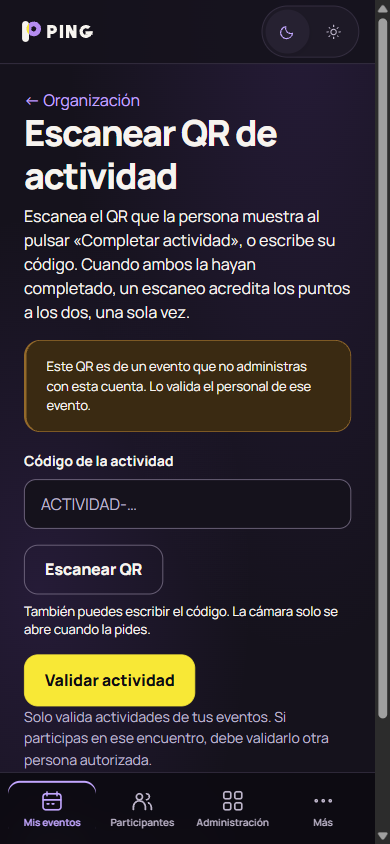 PING
← Organización
Escanear QR de
actividad
Escanea el QR que la persona muestra al
pulsar «Completar actividad», o escribe su
código. Cuando ambos la hayan
completado, un escaneo acredita los puntos
a los dos, una sola vez.
Este QR es de un evento que no administras
con esta cuenta. Lo valida el personal de ese
evento.
Código de la actividad
ACTIVIDAD-...
Escanear QR
También puedes escribir el código. La cámara solo se
abre cuando la pides.
Validar actividad
Solo valida actividades de tus eventos. Si
participas en ese encuentro, debe validarlo otra
persona autorizada.
Mis eventos
Participantes
Administración
Más